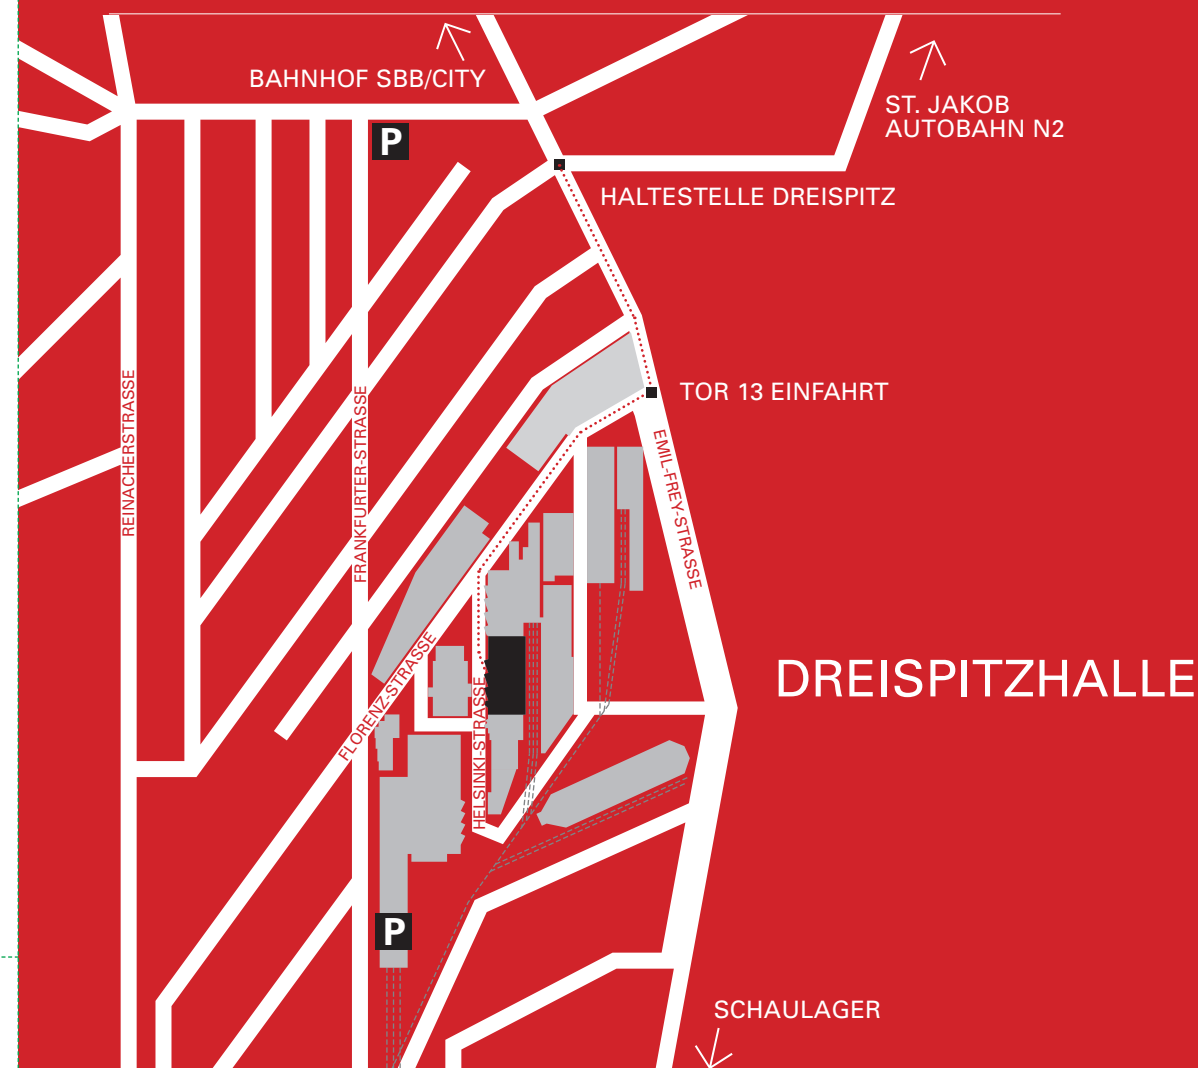 BAHNHOF SBB/CITY
ST. JAKOB
AUTOBAHN N2
P
HALTESTELLE DREISPITZ
TOR 13 EINFAHRT
REINACHERSTRASSE
FRANKFURTER-STRASSE
EMIL-FREY-STRASSE
FLORENZ-STRASSE
HELSINKI-STRASSE
DREISPITZHALLE
P
SCHAULAGER